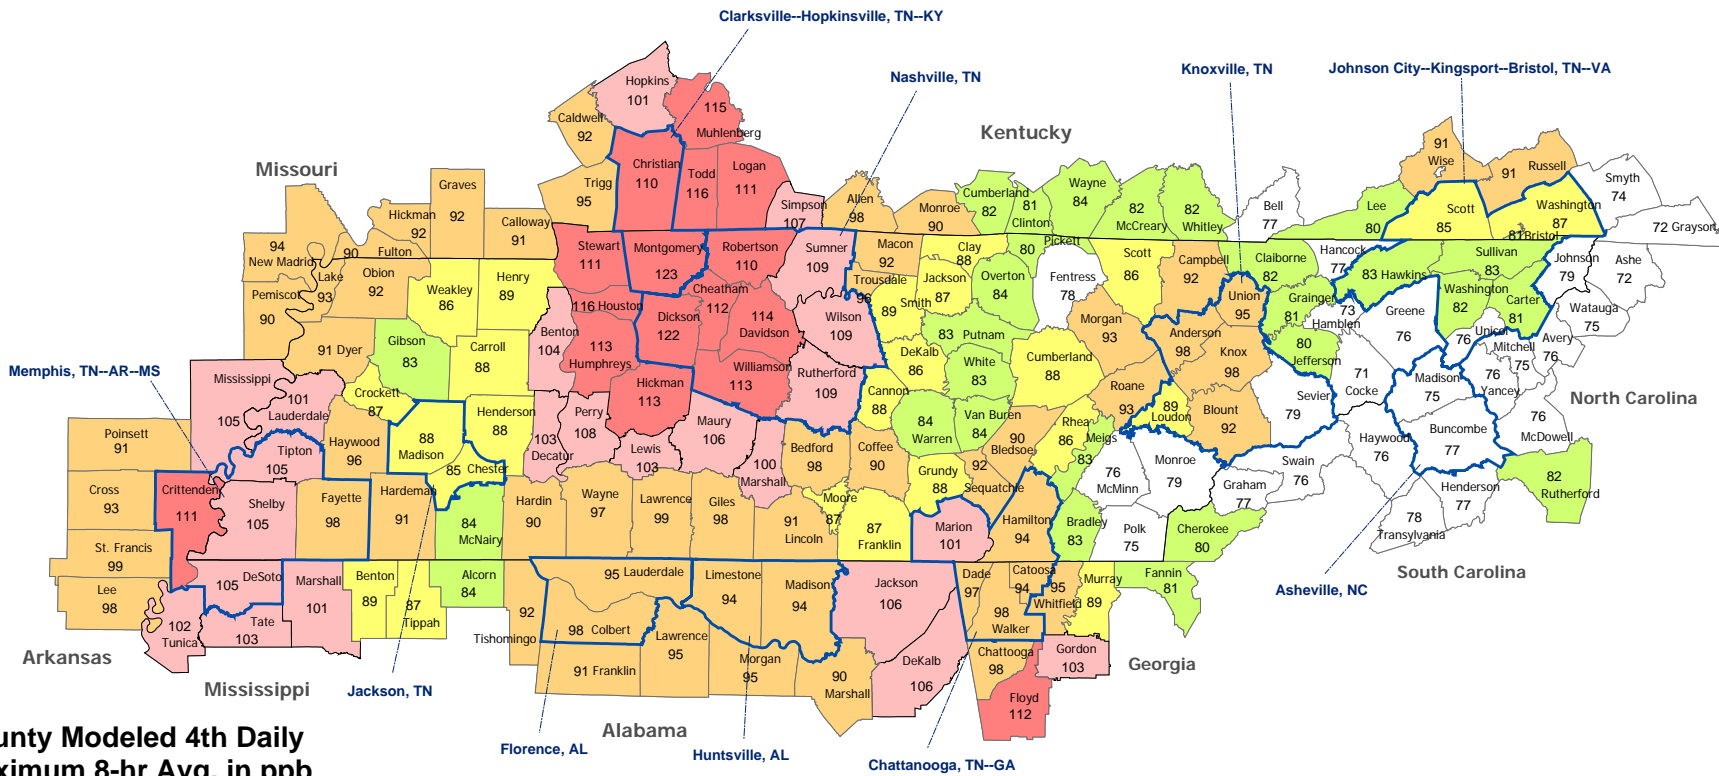 Clarksville--Hopkinsville, TN--KY
Nashville, TN
Knoxville, TN
Johnson City--Kingsport--Bristol, TN--VA
Kentucky
Missouri
Hopkins
101
115
Muhlenberg
Caldwell
92
Christian
110
Todd
116
Logan
111
Trigg
95
Simpson
107
Allen
98
Monroe
90
Cumberland
82
81
Clinton
Wayne
84
82
McCreary
82
Whitley
Bell
77
Lee
80
91
Wise
91
Russell
Scott
85
Washington
87
81
Bristol
Smyth
74
72 Grayson
Graves
92
Hickman
92
Calloway
91
90
Fulton
94
New Madrid
Lake
93
Obion
92
Pemiscot
90
Weakley
86
Henry
89
Stewart
111
Montgomery
123
Robertson
110
Sumner
109
Macon
92
Trousdale
96
Clay
88
80
Pickett
Jackson
87
Overton
84
Fentress
78
Scott
86
Campbell
92
Claiborne
82
Hancock
77
83 Hawkins
Sullivan
83
Johnson
79
Ashe
72
Washington
82
Carter
81
Watauga
75
116 Houston
Cheatham
112
Dickson
122
114
Davidson
Wilson
109
Smith
89
83 Putnam
Union
95
Grainger
81
73
Hamblen
Greene
76
Unicoi
76
Mitchell
75
Avery
76
Benton
104
113
Humphreys
Williamson
113
Rutherford
109
DeKalb
86
White
83
Cumberland
88
Morgan
93
Anderson
98
Knox
98
80
Jefferson
91 Dyer
Gibson
83
Carroll
88
Hickman
113
Cannon
88
Roane
93
89
Loudon
Blount
92
Sevier
79
71
Cocke
Madison
75
76
Yancey
North Carolina
Memphis, TN--AR--MS
Mississippi
105
101
Lauderdale
Crockett
87
Henderson
88
88
Madison
85
Chester
Haywood
96
Tipton
105
103
Decatur
Perry
108
Lewis
103
Maury
106
100
Marshall
Bedford
98
Coffee
90
84
Warren
Van Buren
84
90
Bledsoe
Rhea
86
Meigs
83
76
McMinn
Monroe
79
Graham
77
Swain
76
Haywood
76
Buncombe
77
76
McDowell
Henderson
77
82
Rutherford
78
Transylvania
Poinsett
91
Cross
93
Crittenden
111
Shelby
105
Fayette
98
Hardeman
91
84
McNairy
Hardin
90
Wayne
97
Lawrence
99
Giles
98
91
Lincoln
Moore
87
87
Franklin
Grundy
88
92
Sequatchie
Marion
101
Hamilton
94
Bradley
83
Polk
75
Cherokee
80
South Carolina
Asheville, NC
St. Francis
99
Lee
98
102
Tunica
105
DeSoto
Tate
103
Marshall
101
Benton
89
87
Tippah
Alcorn
84
92
Tishomingo
95 Lauderdale
98 Colbert
Limestone
94
Madison
94
Lawrence
95
91 Franklin
Morgan
95
90
Marshall
Jackson
106
DeKalb
106
Dade
97
Catoosa
94
95
Whitfield
98
Walker
Murray
89
Fannin
81
Chattooga
98
Gordon
103
Floyd
112
Georgia
Arkansas
Mississippi
Alabama
Jackson, TN
Florence, AL
Huntsville, AL
Chattanooga, TN--GA
unty Modeled 4th Daily
ximum 8-hr Avg. in ppb